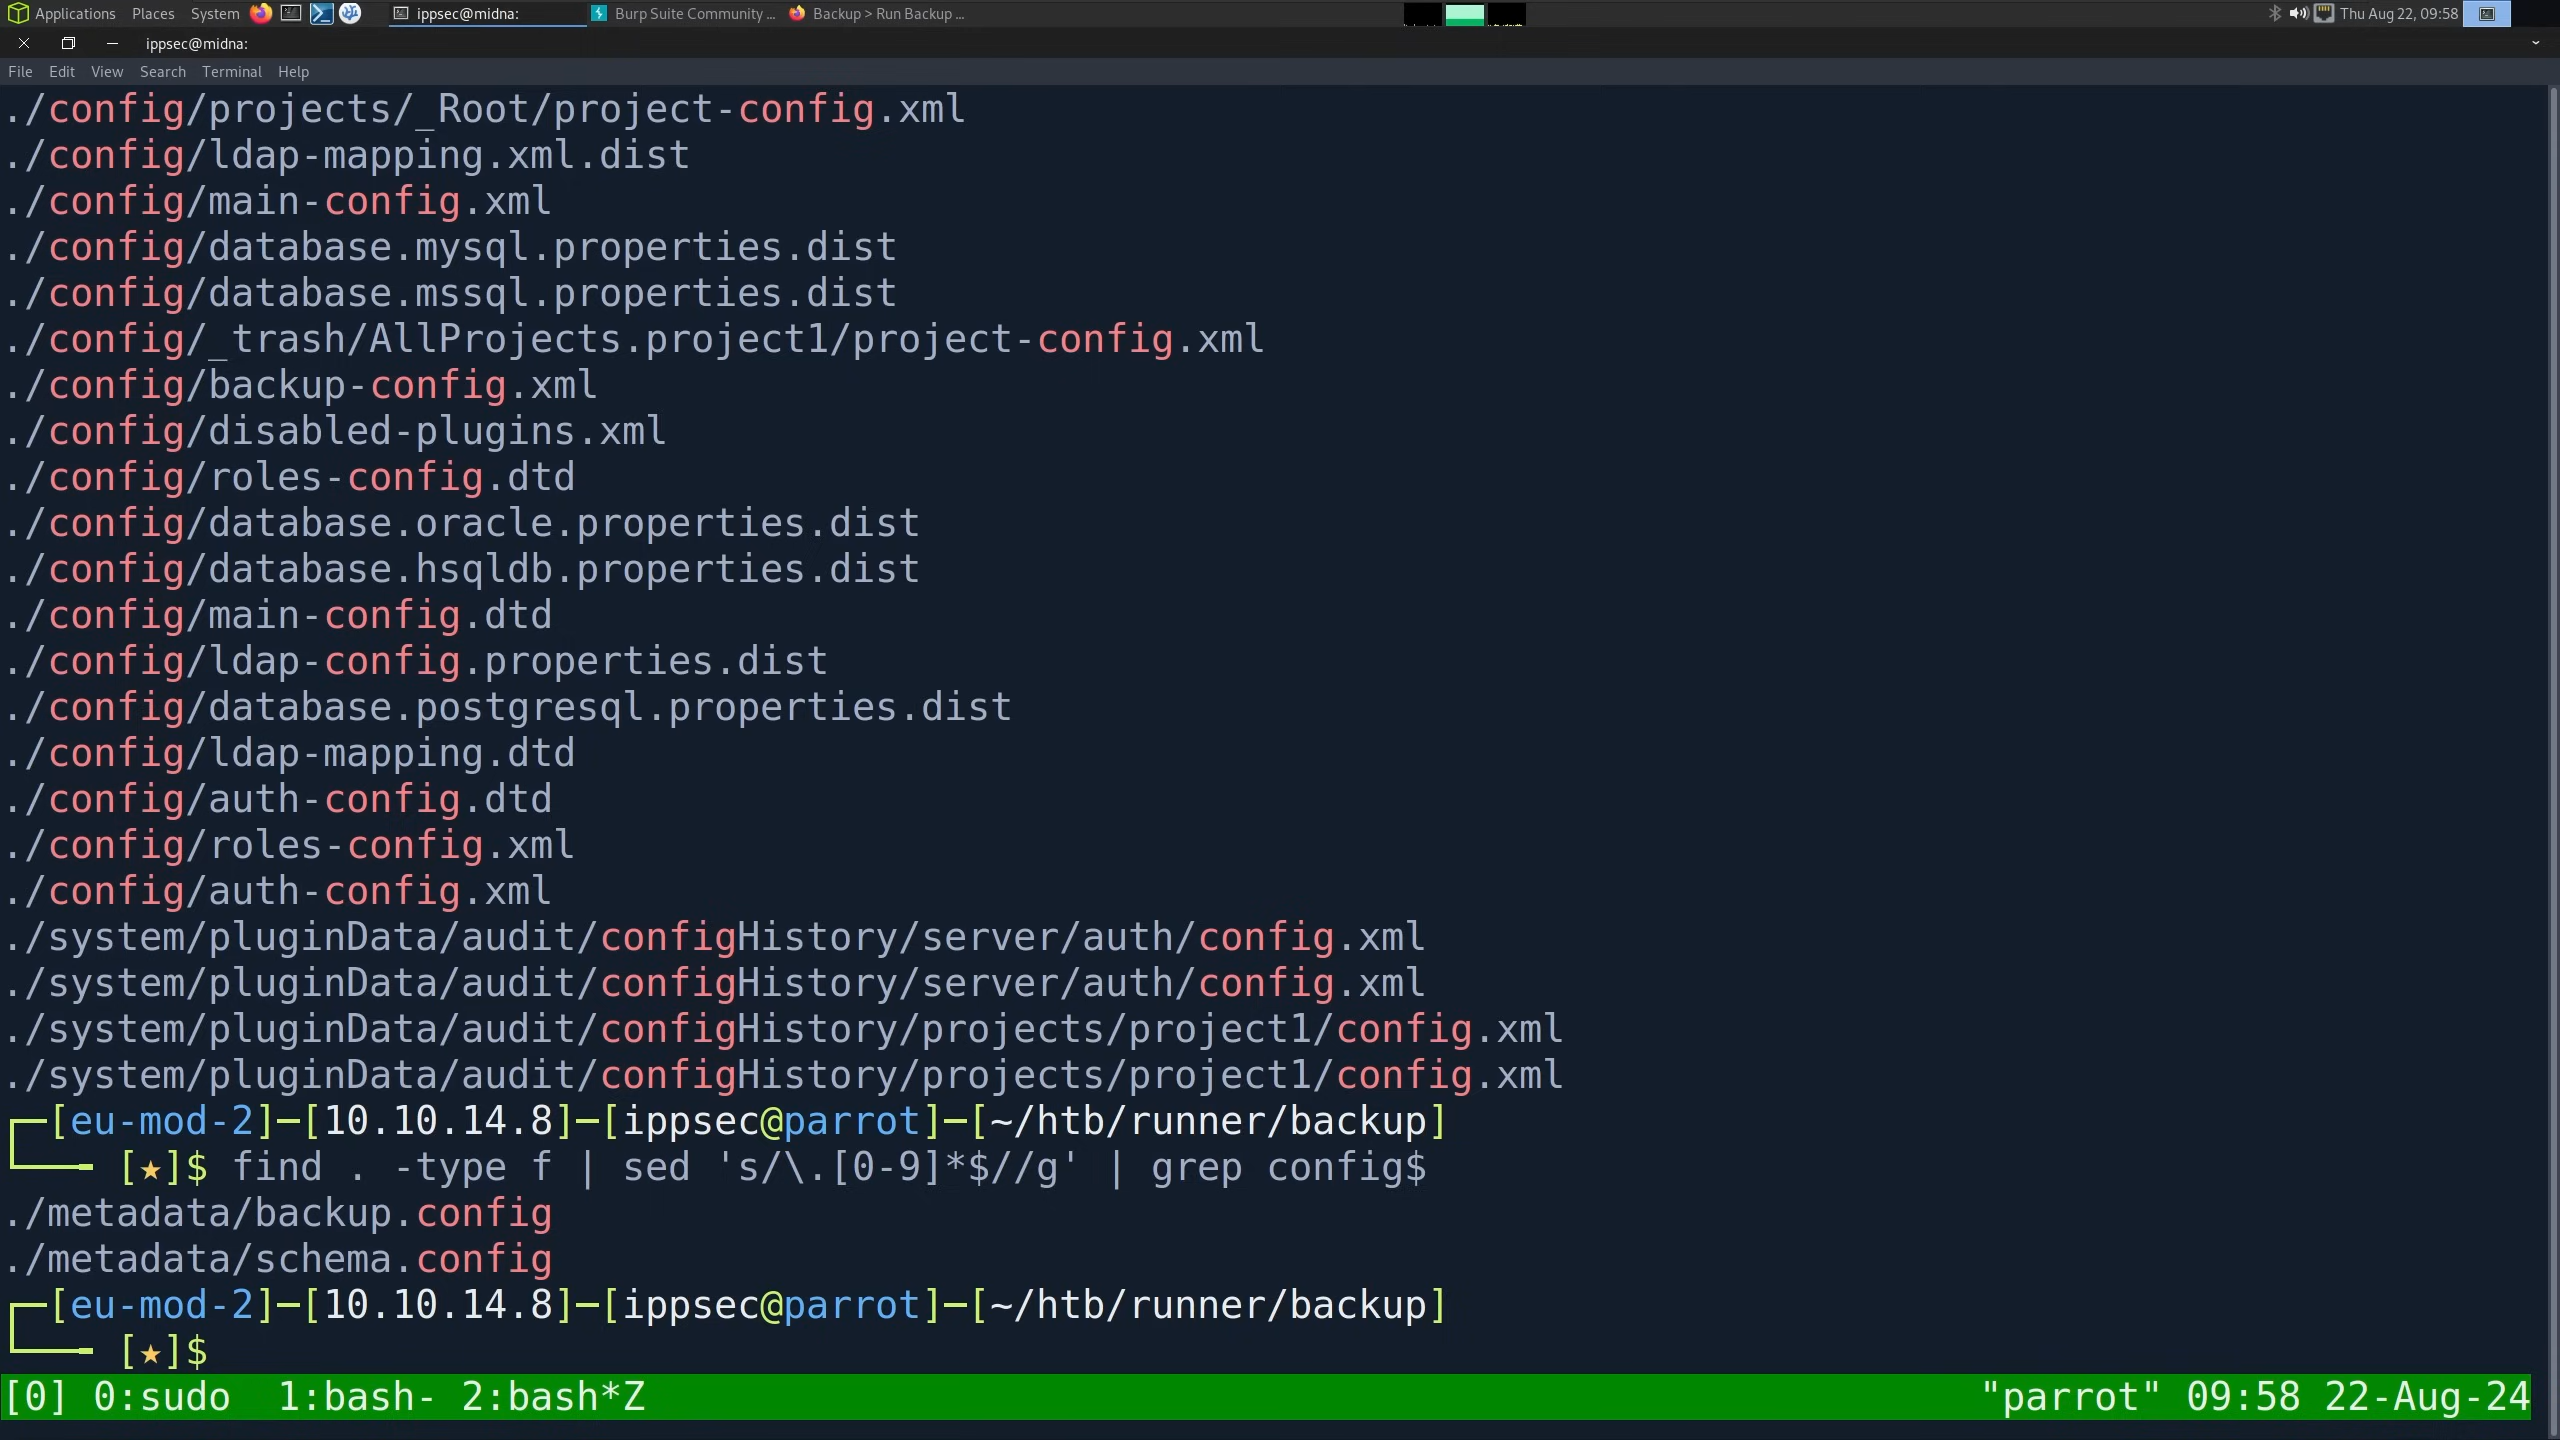 Applications Places System ippsec@midna: Burp Suite Community ... Backup > Run Backup ... Thu Aug 22, 09:58
ippsec@midna:
File Edit View Search Terminal Help
./config/projects/_Root/project-config.xml
./config/ldap-mapping.xml.dist
./config/main-config.xml
./config/database.mysql.properties.dist
./config/database.mssql.properties.dist
./config/_trash/AllProjects.project1/project-config.xml
./config/backup-config.xml
./config/disabled-plugins.xml
./config/roles-config.dtd
./config/database.oracle.properties.dist
./config/database.hsqldb.properties.dist
./config/main-config.dtd
./config/ldap-config.properties.dist
./config/database.postgresql.properties.dist
./config/ldap-mapping.dtd
./config/auth-config.dtd
./config/roles-config.xml
./config/auth-config.xml
./system/pluginData/audit/configHistory/server/auth/config.xml
./system/pluginData/audit/configHistory/server/auth/config.xml
./system/pluginData/audit/configHistory/projects/project1/config.xml
./system/pluginData/audit/configHistory/projects/project1/config.xml
┌─[eu-mod-2]─[10.10.14.8]─[ippsec@parrot]─[~/htb/runner/backup]
└──╼ [★]$ find . -type f | sed 's/\.[0-9]*$//g' | grep config$
./metadata/backup.config
./metadata/schema.config
┌─[eu-mod-2]─[10.10.14.8]─[ippsec@parrot]─[~/htb/runner/backup]
└──╼ [★]$
[0] 0:sudo 1:bash- 2:bash*Z "parrot" 09:58 22-Aug-24